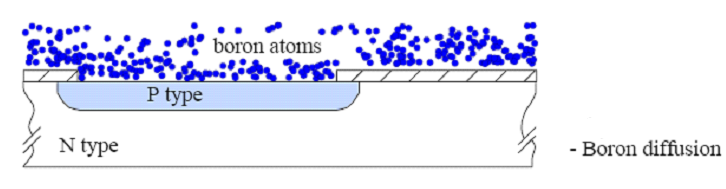 boron atoms
P type
N type
- Boron diffusion